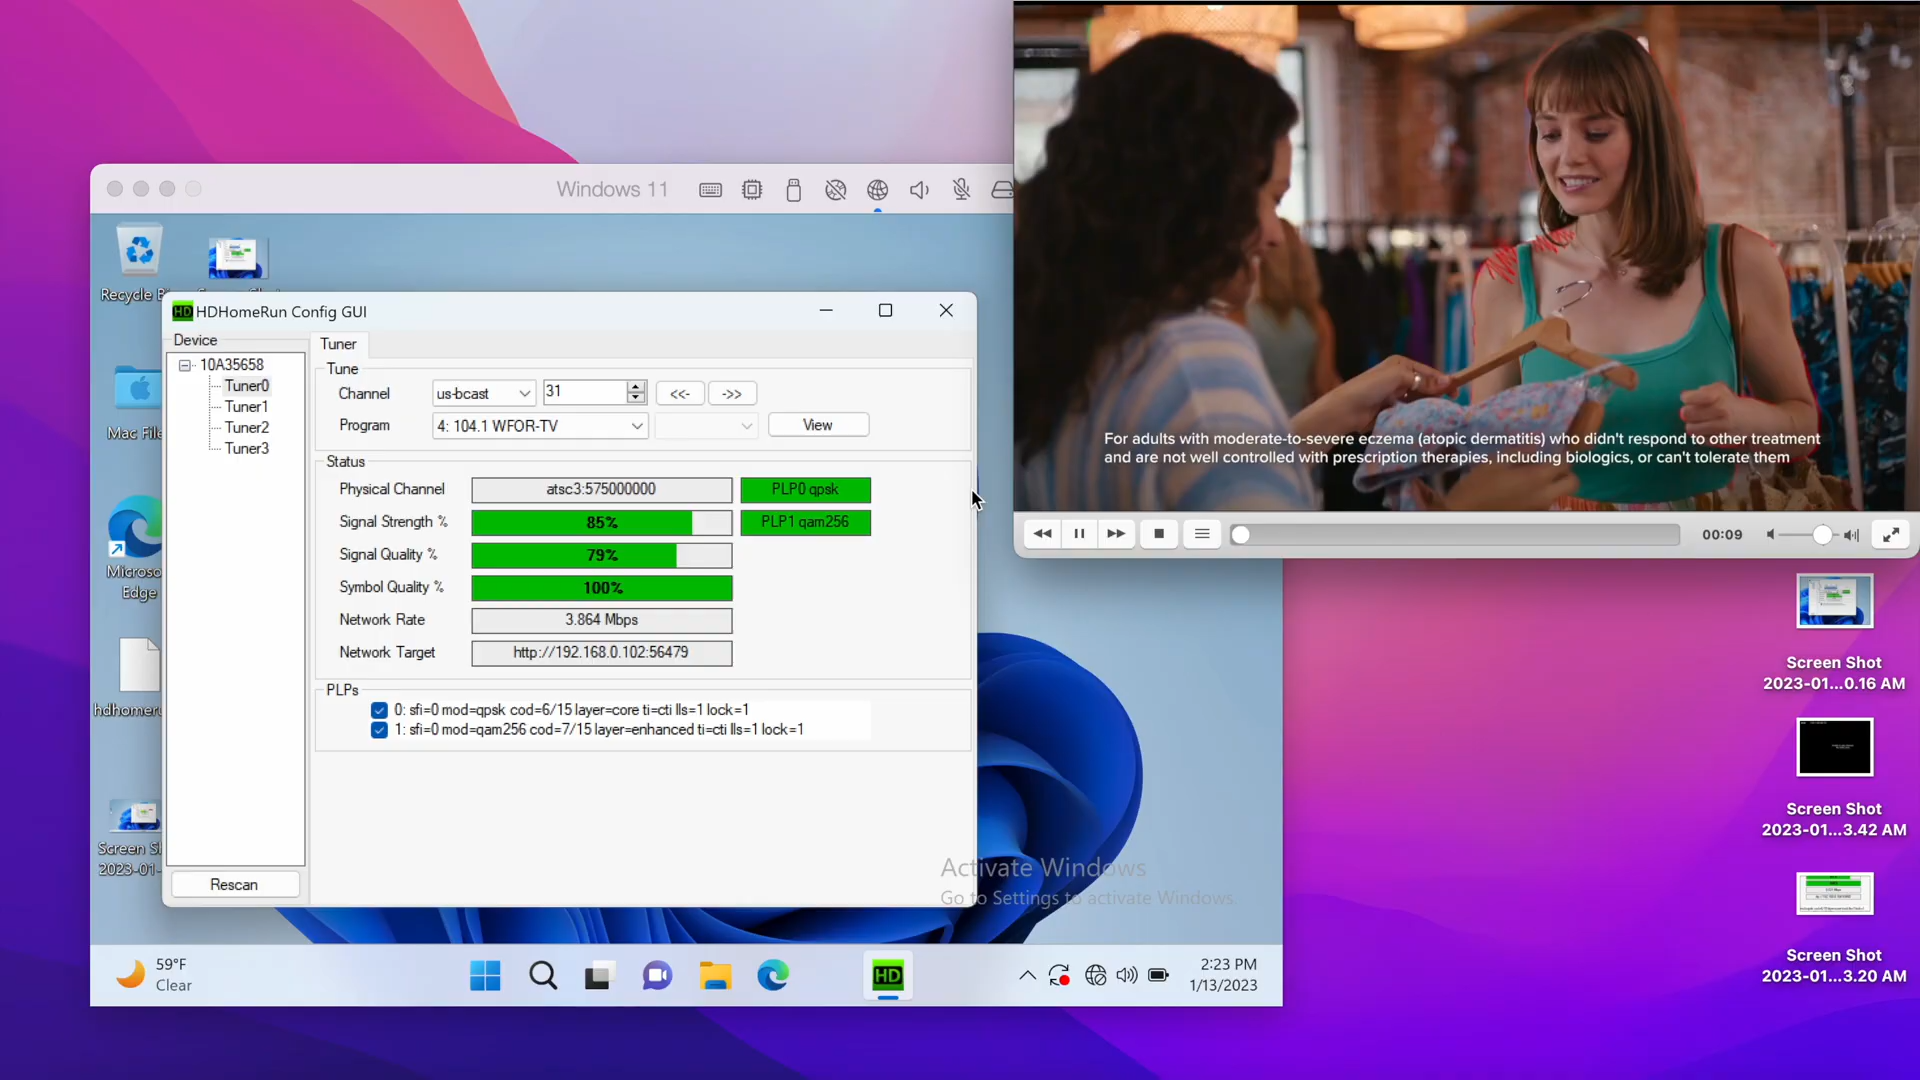 Windows 11
Recycle
HDHomeRun Config GUI
Device
10A35658
Tuner0
Tuner1
Tuner2
Tuner3
Rescan
Tuner
Tune
Channel
us-bcast
31
<<-
->>
Program
4: 104.1 WFOR-TV
View
Status
Physical Channel
atsc3:575000000
PLP0 qpsk
Signal Strength %
85%
PLP1 qam256
Signal Quality %
79%
Symbol Quality %
100%
Network Rate
3.864 Mbps
Network Target
http://192.168.0.102:56479
PLPs
0: sfi=0 mod=qpsk cod=6/15 layer=core ti=cti lls=1 lock=1
1: sfi=0 mod=qam256 cod=7/15 layer=enhanced ti=cti lls=1 lock=1
Mac File
Microso
Edge
hdhomeru
Screen S
2023-01-
Activate Windows
Go to Settings to activate Windows.
59°F
Clear
HD
2:23 PM
1/13/2023
For adults with moderate-to-severe eczema (atopic dermatitis) who didn't respond to other treatment
and are not well controlled with prescription therapies, including biologics, or can't tolerate them
00:09
Screen Shot
2023-01...0.16 AM
Screen Shot
2023-01...3.42 AM
Screen Shot
2023-01...3.20 AM